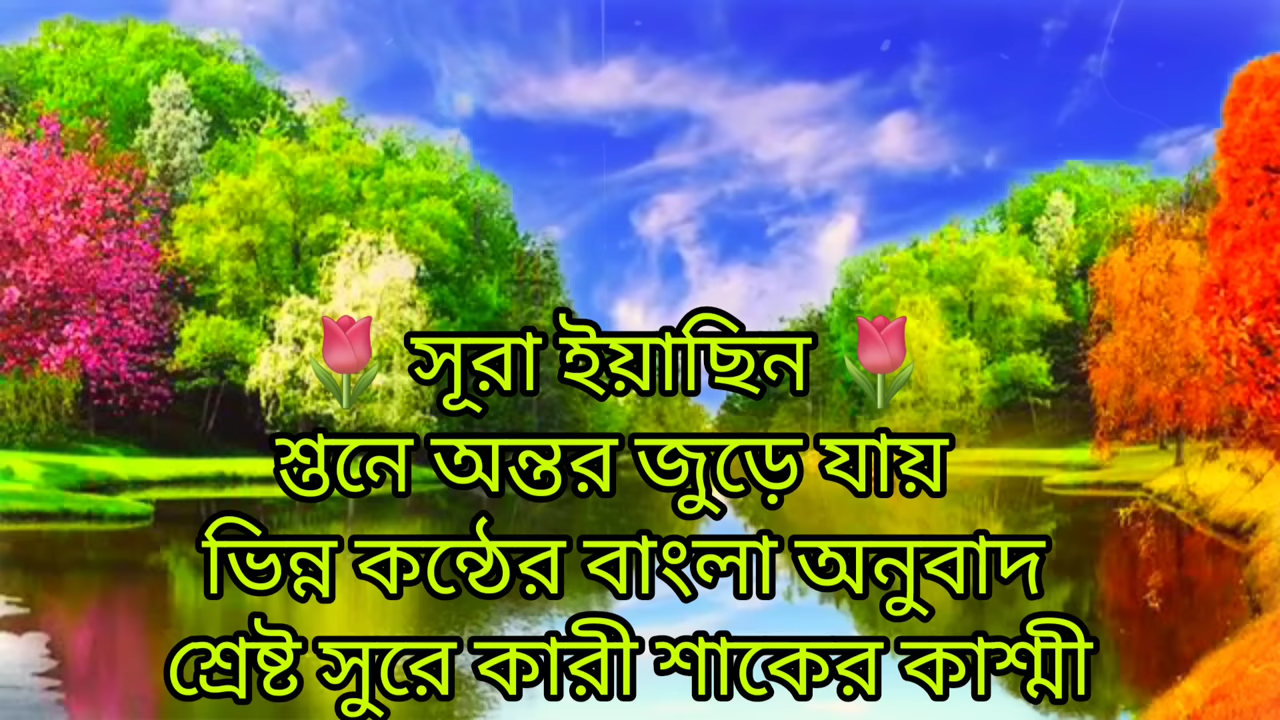 🌷 সূরা ইয়াছিন 🌷
শুনে অন্তর জুড়ে যায়
ভিন্ন কন্ঠের বাংলা অনুবাদ
শ্রেষ্ট সুরে কারী শাকের কাশ্মী